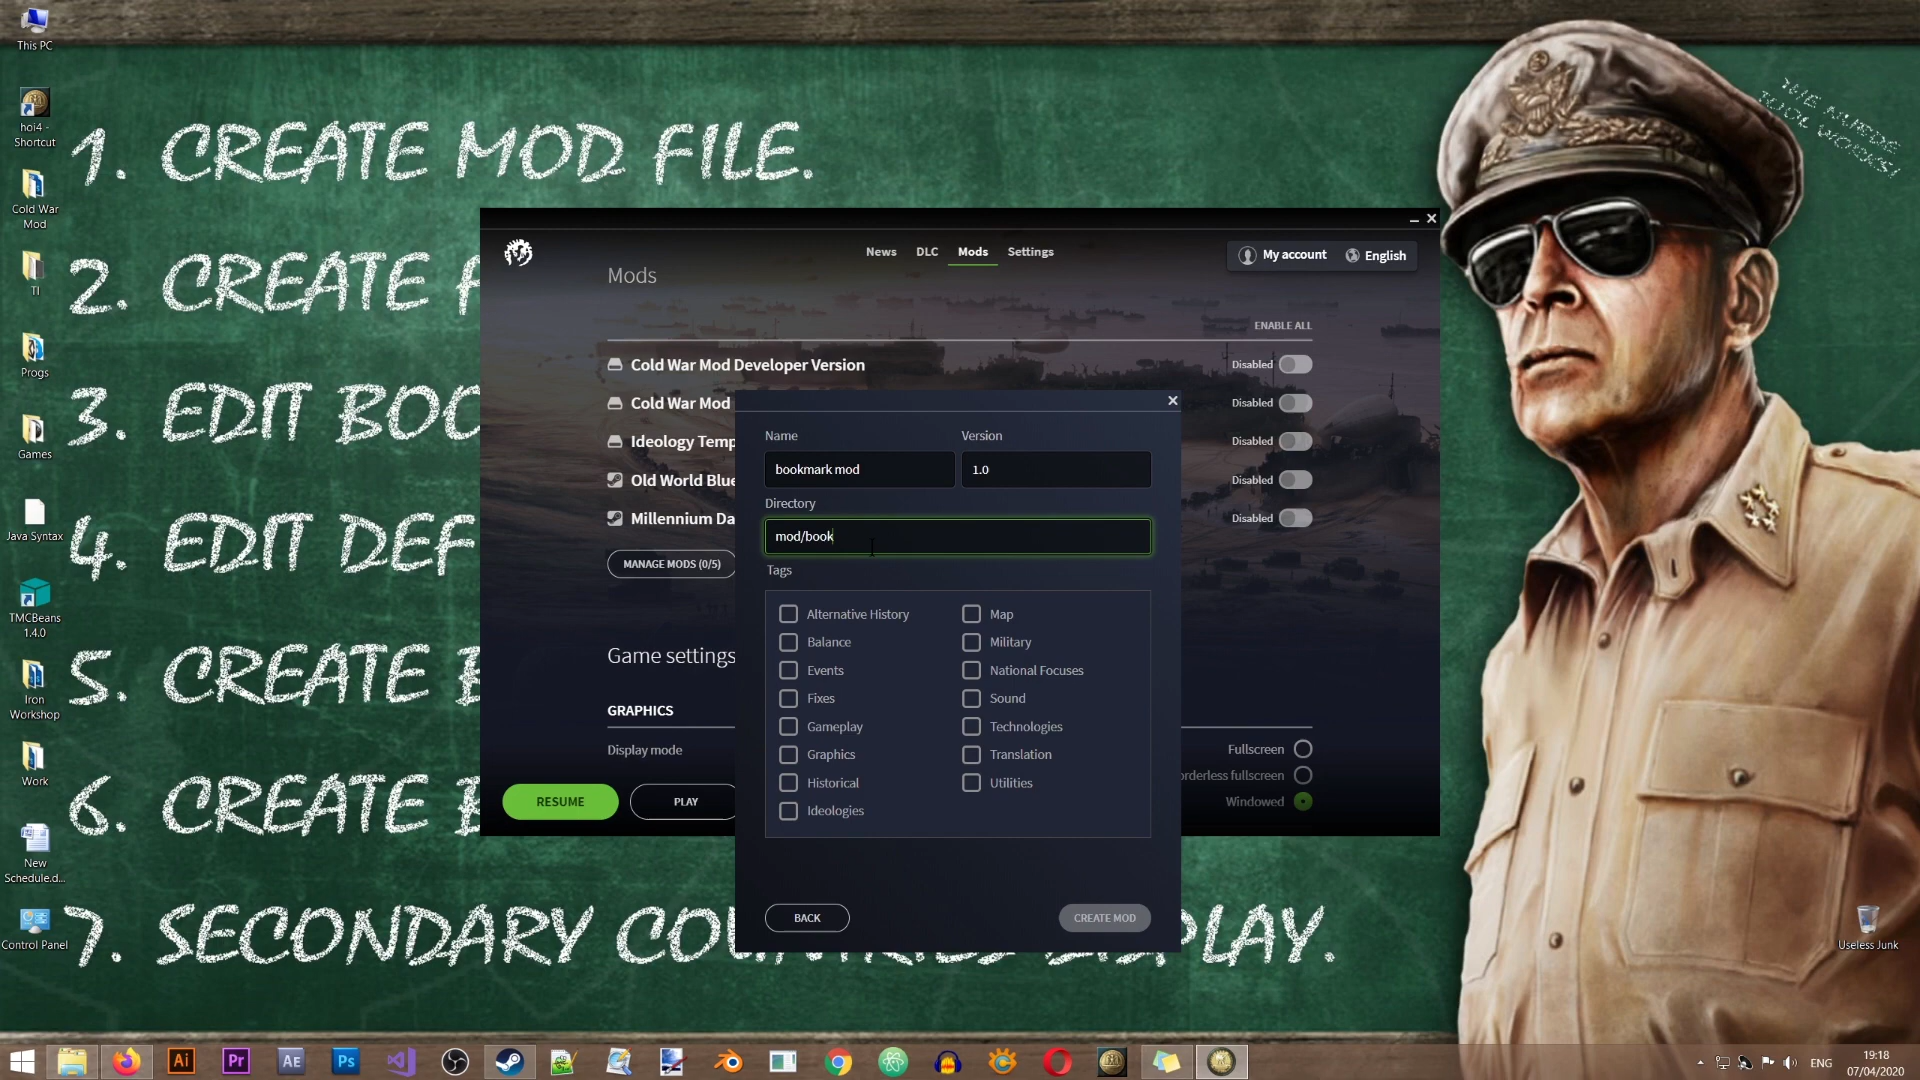 This PC
hoi4 -
Shortcut
Cold War
Mod
TI
Progs
Games
Java Syntax
TMCBeans
1.4.0
Iron
Workshop
Work
New
Schedule.d...
Control Panel
1. CREATE MOD FILE.
2. CREATE
3. EDIT BOO
4. EDIT DEF
5. CREATE
6. CREATE
7. SECONDARY COUNTRIES DISPLAY.
News
DLC
Mods
Settings
My account
English
Mods
ENABLE ALL
Cold War Mod Developer Version
Disabled
Cold War Mod
Disabled
Ideology Temp
Disabled
Old World Blue
Disabled
Millennium Da
Disabled
MANAGE MODS (0/5)
Game settings
GRAPHICS
Display mode
Fullscreen
orderless fullscreen
Windowed
RESUME
PLAY
Name
Version
bookmark mod
1.0
Directory
mod/book
Tags
Alternative History
Map
Balance
Military
Events
National Focuses
Fixes
Sound
Gameplay
Technologies
Graphics
Translation
Historical
Utilities
Ideologies
BACK
CREATE MOD
Useless Junk
Ai
Pr
AE
Ps
ENG
19:18
07/04/2020